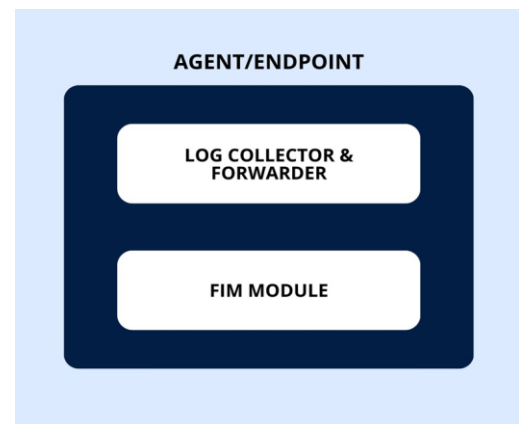 AGENT/ENDPOINT
LOG COLLECTOR &
FORWARDER
FIM MODULE